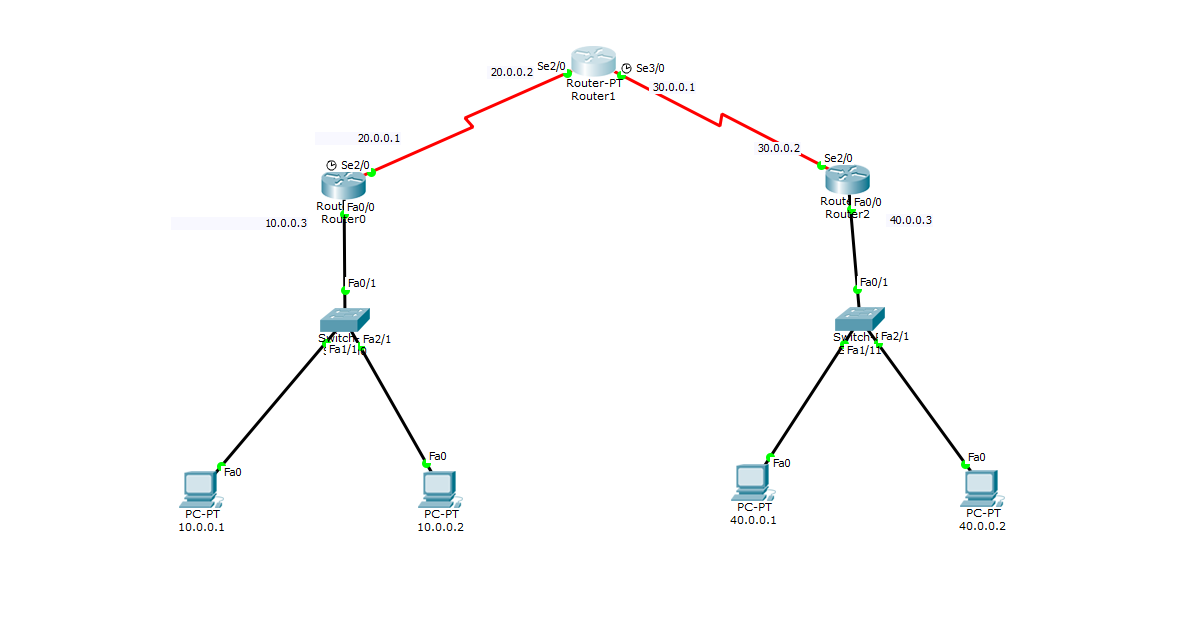 Se2/0
Se3/0
20.0.0.2
Router-PT
30.0.0.1
Router1
20.0.0.1
30.0.0.2
Se2/0
Se2/0
Fa0/0
Router0
10.0.0.3
Fa0/0
Router2
40.0.0.3
Fa0/1
Fa0/1
Fa2/1
Fa1/1
Fa2/1
Fa1/1
Fa0
Fa0
Fa0
Fa0
PC-PT
10.0.0.1
PC-PT
10.0.0.2
PC-PT
40.0.0.1
PC-PT
40.0.0.2